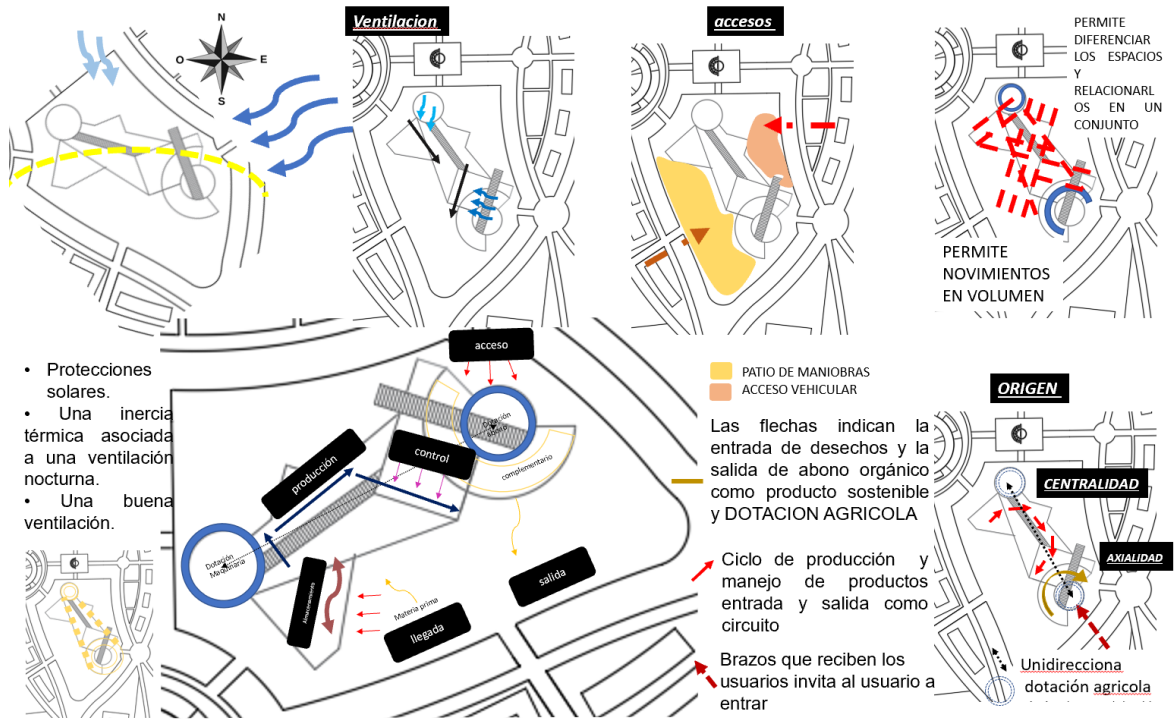 N
O
E
S
Ventilacion
accesos
PERMITE
DIFERENCIAR
LOS ESPACIOS
Y
RELACIONARL
OS EN UN
CONJUNTO
PERMITE
NOVIMIENTOS
EN VOLUMEN
• Protecciones
solares.
• Una inercia
térmica asociada
a una ventilación
nocturna.
• Una buena
ventilación.
acceso
Dotación
Abono
control
complementario
producción
Dotación
Maquinaria
Almacenamiento
Materia prima
llegada
salida
PATIO DE MANIOBRAS
ACCESO VEHICULAR
Las flechas indican la
entrada de desechos y la
salida de abono orgánico
como producto sostenible
y DOTACION AGRICOLA
Ciclo de producción y
manejo de productos
entrada y salida como
circuito
Brazos que reciben los
usuarios invita al usuario a
entrar
ORIGEN
CENTRALIDAD
AXIALIDAD
Unidirecciona
dotación agricola